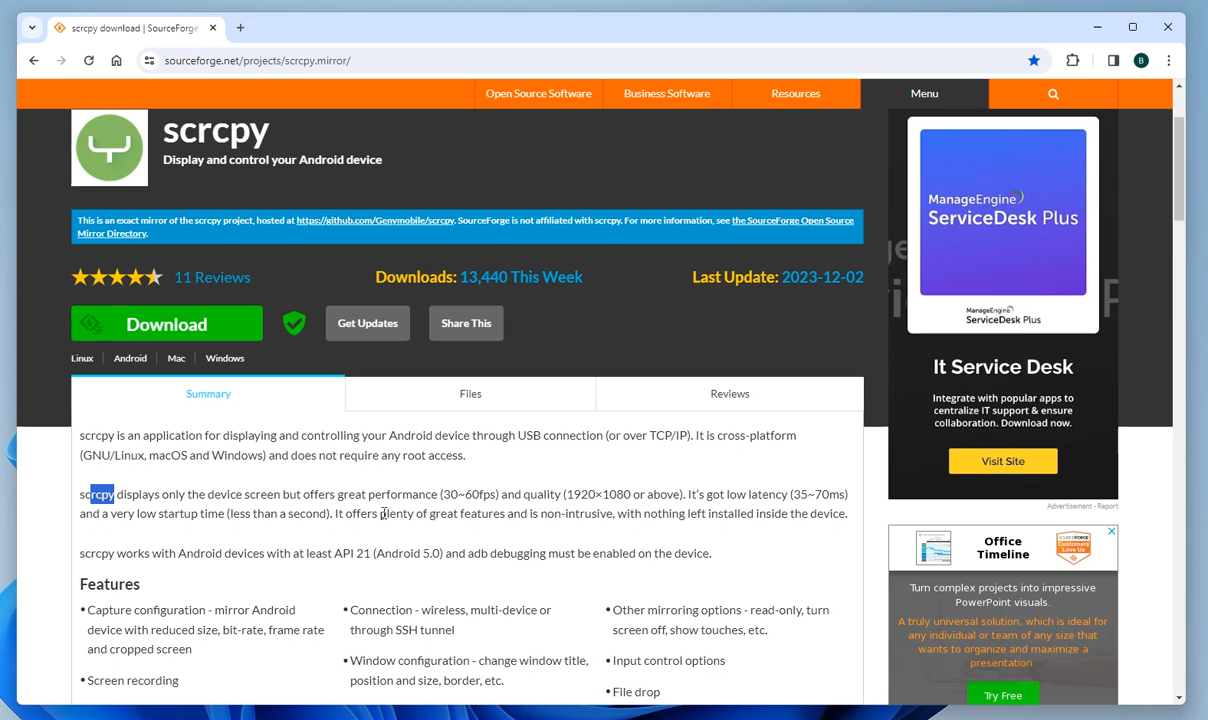 scrcpy download | SourceForge
sourceforge.net/projects/scrcpy.mirror/
B
Open Source Software
Business Software
Resources
Menu
scrcpy
Display and control your Android device
This is an exact mirror of the scrcpy project, hosted at https://github.com/Genymobile/scrcpy. SourceForge is not affiliated with scrcpy. For more information, see the SourceForge Open Source
Mirror Directory.
11 Reviews
Downloads: 13,440 This Week
Last Update: 2023-12-02
Download
Get Updates
Share This
Linux
Android
Mac
Windows
Summary
Files
Reviews
scrcpy is an application for displaying and controlling your Android device through USB connection (or over TCP/IP). It is cross-platform
(GNU/Linux, macOS and Windows) and does not require any root access.
scrcpy displays only the device screen but offers great performance (30~60fps) and quality (1920×1080 or above). It's got low latency (35~70ms)
and a very low startup time (less than a second). It offers plenty of great features and is non-intrusive, with nothing left installed inside the device.
scrcpy works with Android devices with at least API 21 (Android 5.0) and adb debugging must be enabled on the device.
Features
• Capture configuration - mirror Android
device with reduced size, bit-rate, frame rate
and cropped screen
• Screen recording
• Connection - wireless, multi-device or
through SSH tunnel
• Window configuration - change window title,
position and size, border, etc.
• Other mirroring options - read-only, turn
screen off, show touches, etc.
• Input control options
• File drop
ManageEngine
ServiceDesk Plus
ManageEngine
ServiceDesk Plus
It Service Desk
Integrate with popular apps to
centralize IT support & ensure
collaboration. Download now.
Visit Site
Advertisement - Report
Office
Timeline
Customers
Love Us
Turn complex projects into impressive
PowerPoint visuals.
A truly universal solution, which is ideal for
any individual or team of any size that
wants to organize and maximize a
presentation.
Try Free